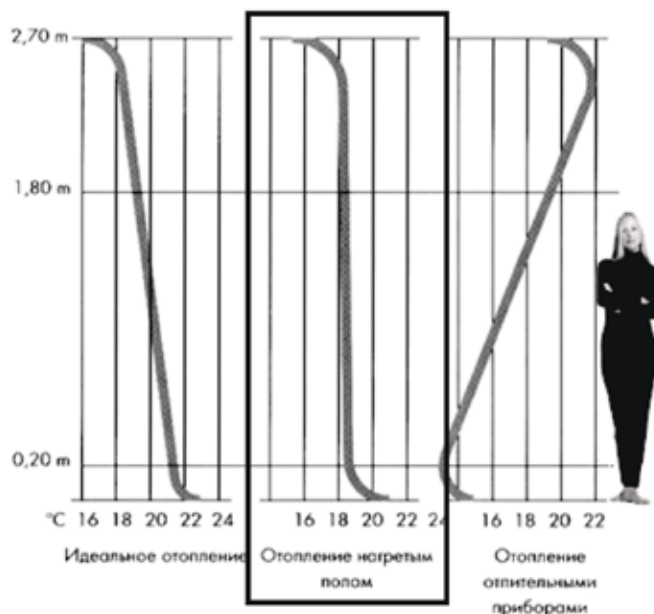 2,70 m
1,80 m
0,20 m
°C 16 18 20 22 24 16 18 20 22 24 16 18 20 22
Идеальное отопление
Отопление нагретым
полом
Отопление
отпительными
приборами